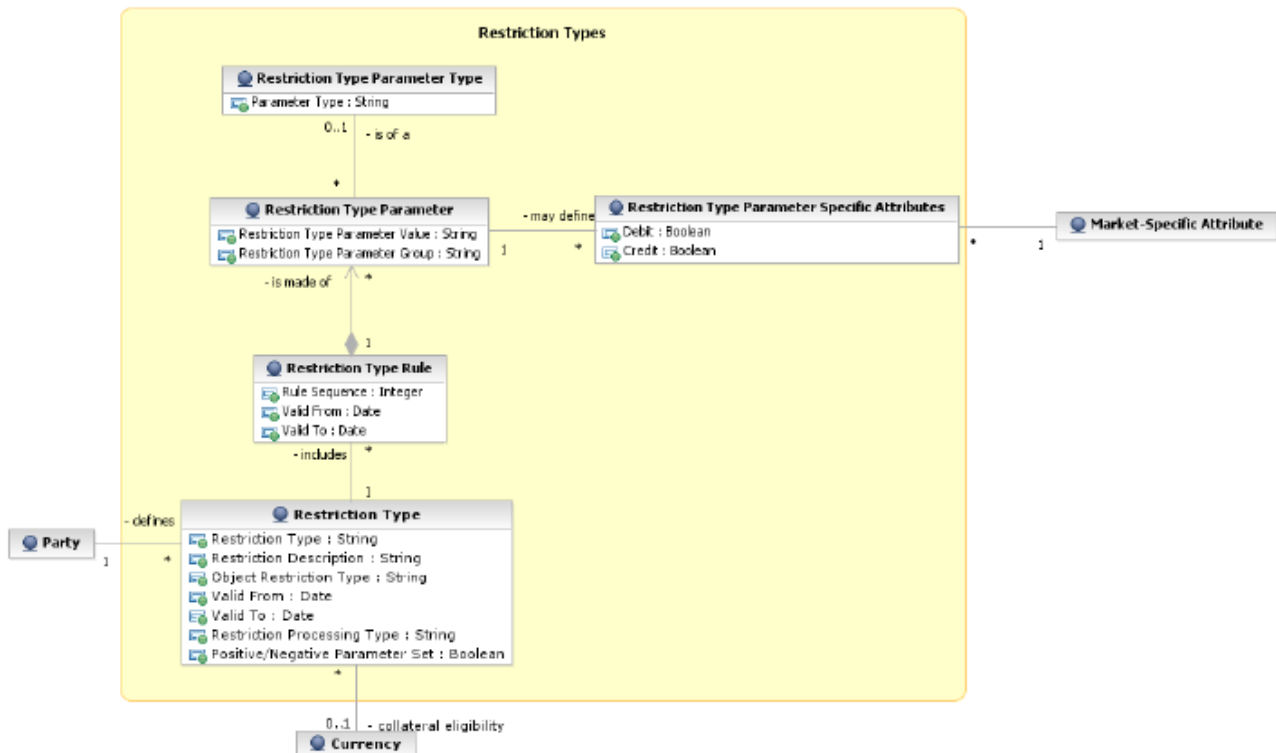 Restriction Types
Restriction Type Parameter Type
Parameter Type : String
0..1
- is of a
*
Restriction Type Parameter
Restriction Type Parameter Value : String
Restriction Type Parameter Group : String
- may define
1
*
Restriction Type Parameter Specific Attributes
Debit : Boolean
Credit : Boolean
*
1
Market-Specific Attribute
- is made of
*
1
Restriction Type Rule
Rule Sequence : Integer
Valid From : Date
Valid To : Date
- includes
*
1
Party
1
- defines
*
Restriction Type
Restriction Type : String
Restriction Description : String
Object Restriction Type : String
Valid From : Date
Valid To : Date
Restriction Processing Type : String
Positive/Negative Parameter Set : Boolean
*
0..1
- collateral eligibility
Currency